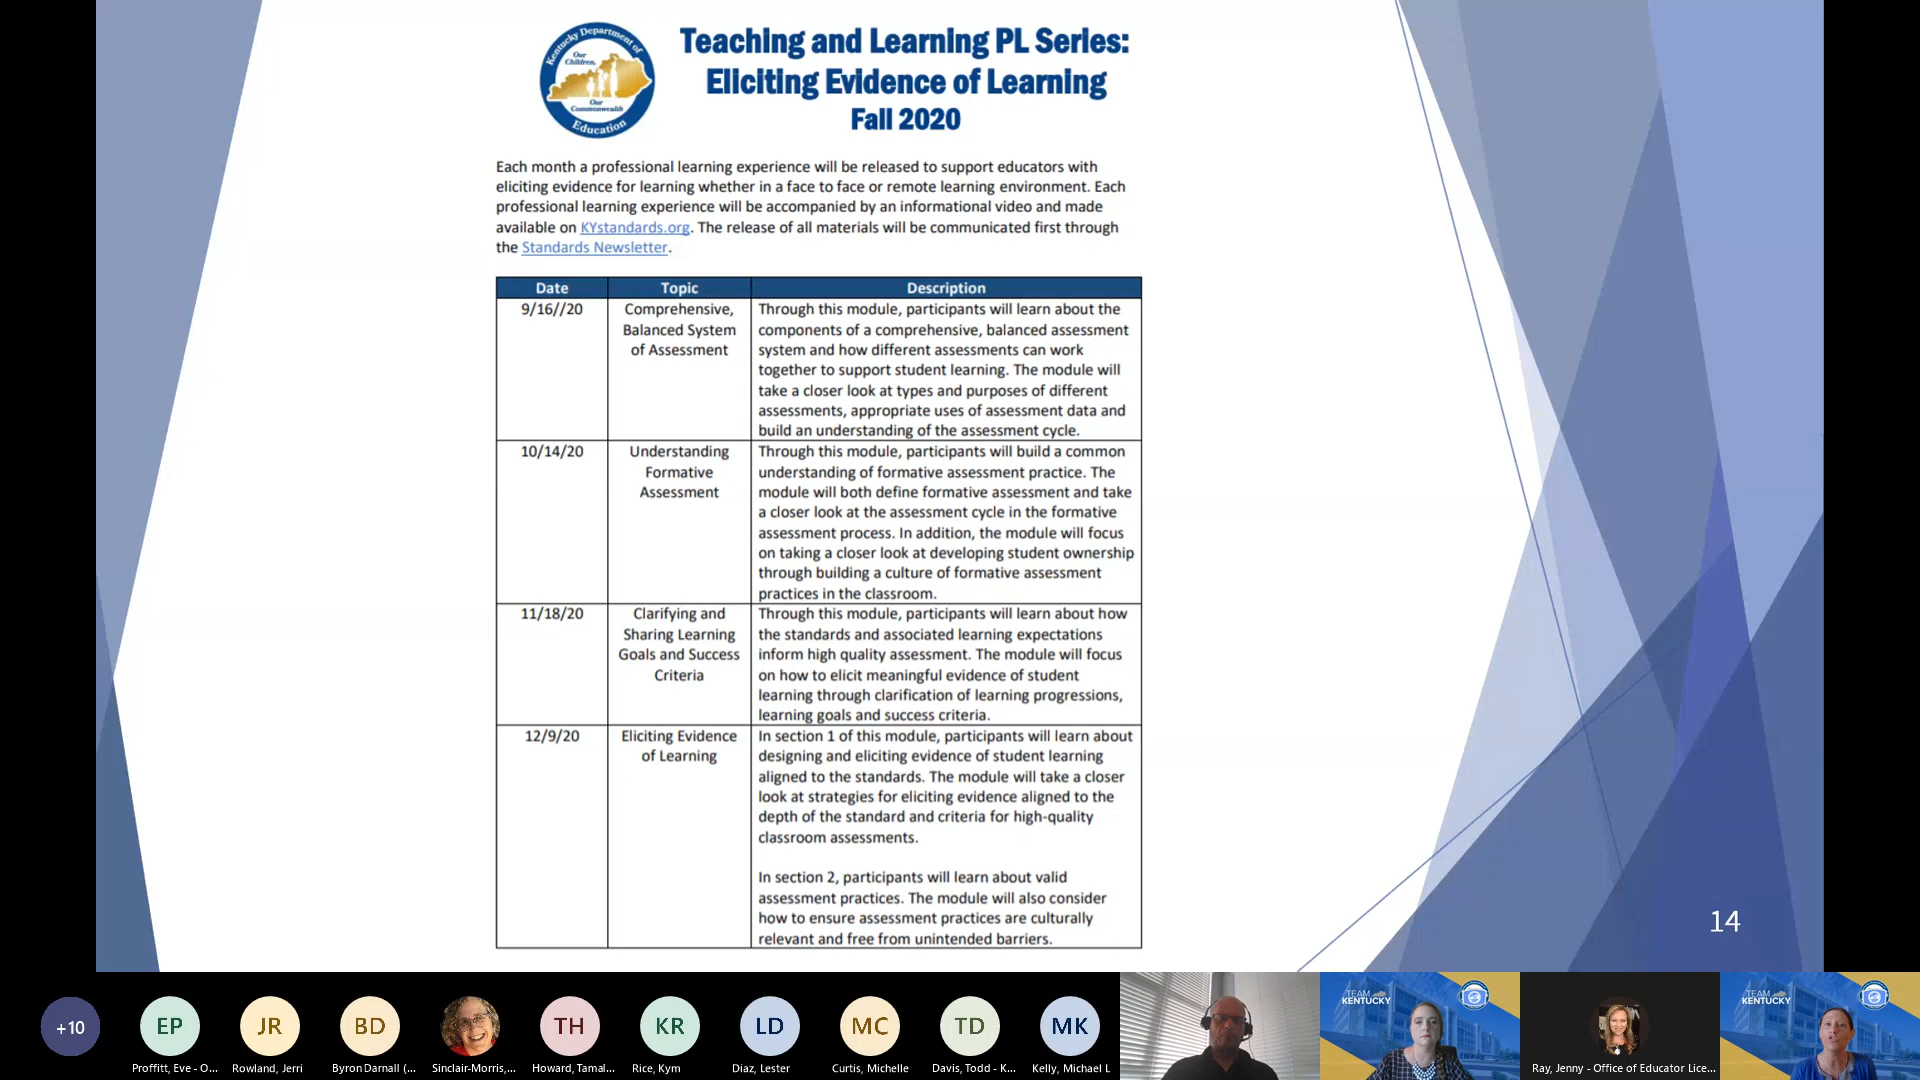 Kentucky Department of
Our
Children,
Our
Commonwealth
Education
Teaching and Learning PL Series:
Eliciting Evidence of Learning
Fall 2020
Each month a professional learning experience will be released to support educators with
eliciting evidence for learning whether in a face to face or remote learning environment. Each
professional learning experience will be accompanied by an informational video and made
available on KYstandards.org. The release of all materials will be communicated first through
the Standards Newsletter.
Date Topic Description
9/16//20
Comprehensive,
Balanced System
of Assessment
Through this module, participants will learn about the
components of a comprehensive, balanced assessment
system and how different assessments can work
together to support student learning. The module will
take a closer look at types and purposes of different
assessments, appropriate uses of assessment data and
build an understanding of the assessment cycle.
10/14/20
Understanding
Formative
Assessment
Through this module, participants will build a common
understanding of formative assessment practice. The
module will both define formative assessment and take
a closer look at the assessment cycle in the formative
assessment process. In addition, the module will focus
on taking a closer look at developing student ownership
through building a culture of formative assessment
practices in the classroom.
11/18/20
Clarifying and
Sharing Learning
Goals and Success
Criteria
Through this module, participants will learn about how
the standards and associated learning expectations
inform high quality assessment. The module will focus
on how to elicit meaningful evidence of student
learning through clarification of learning progressions,
learning goals and success criteria.
12/9/20
Eliciting Evidence
of Learning
In section 1 of this module, participants will learn about
designing and eliciting evidence of student learning
aligned to the standards. The module will take a closer
look at strategies for eliciting evidence aligned to the
depth of the standard and criteria for high-quality
classroom assessments.
In section 2, participants will learn about valid
assessment practices. The module will also consider
how to ensure assessment practices are culturally
relevant and free from unintended barriers.
14
+10
EP
JR
BD
TH
KR
LD
MC
TD
MK
TEAM
KENTUCKY
TEAM
KENTUCKY
Proffitt, Eve - O...
Rowland, Jerri
Byron Darnall (...
Sinclair-Morris,...
Howard, Tamal...
Rice, Kym
Diaz, Lester
Curtis, Michelle
Davis, Todd - K...
Kelly, Michael L
Ray, Jenny - Office of Educator Lice...